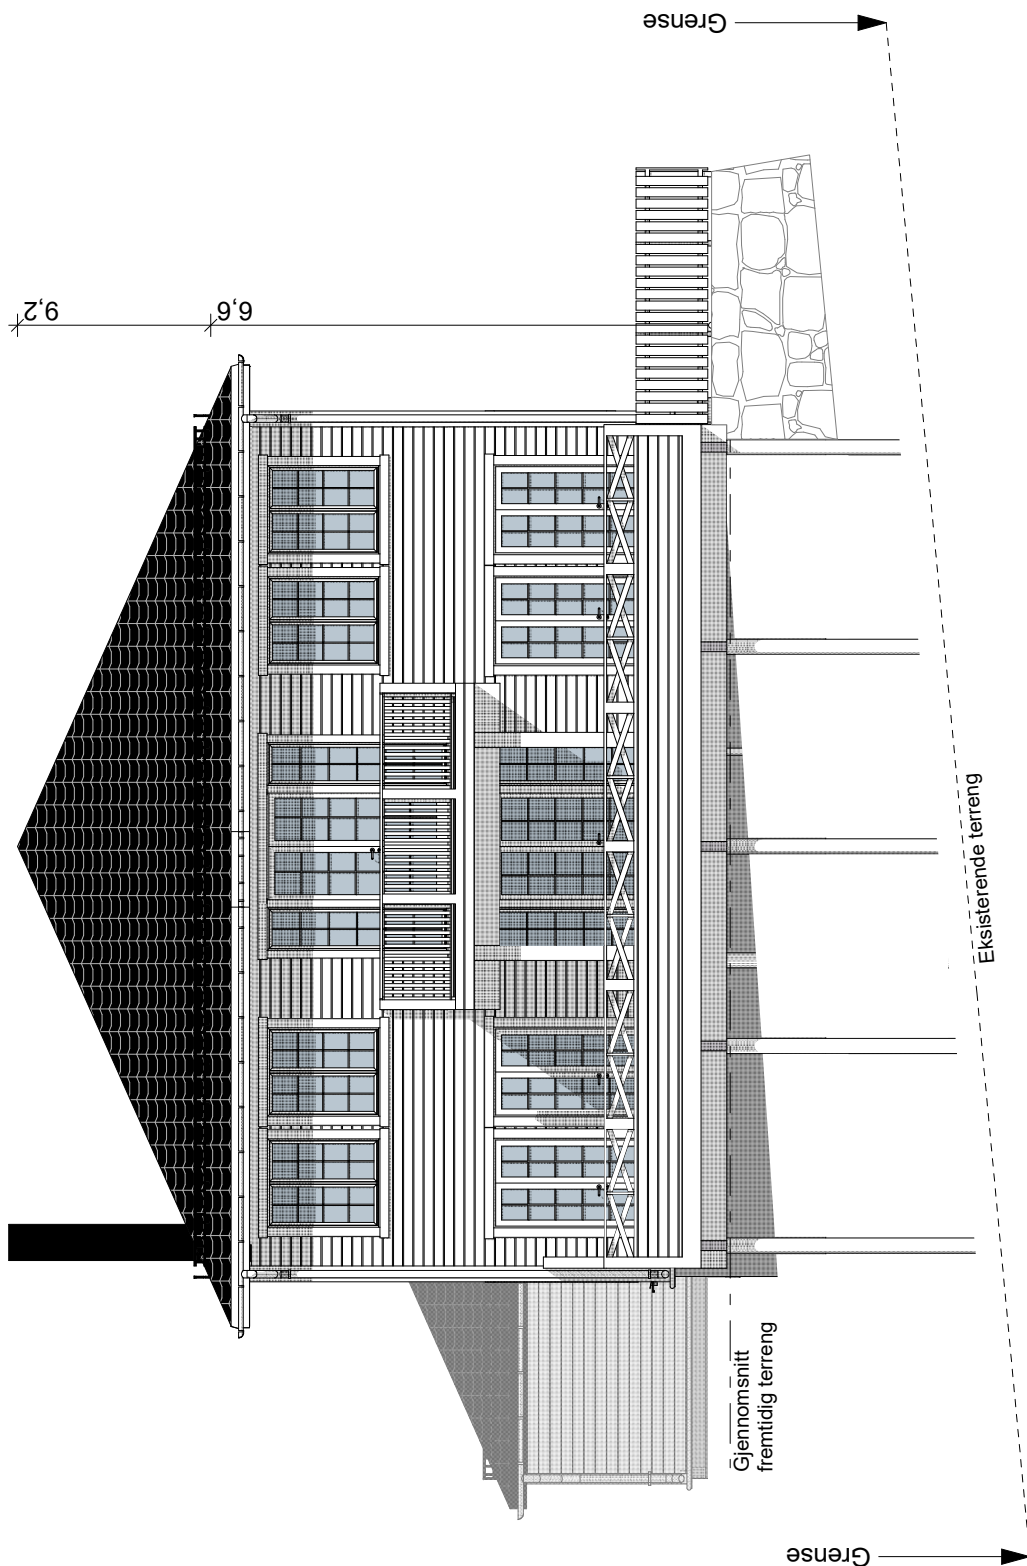 Grense
9,2
6,6
Eksisterende terreng
Gjennomsnitt
fremtidig terreng
Grense